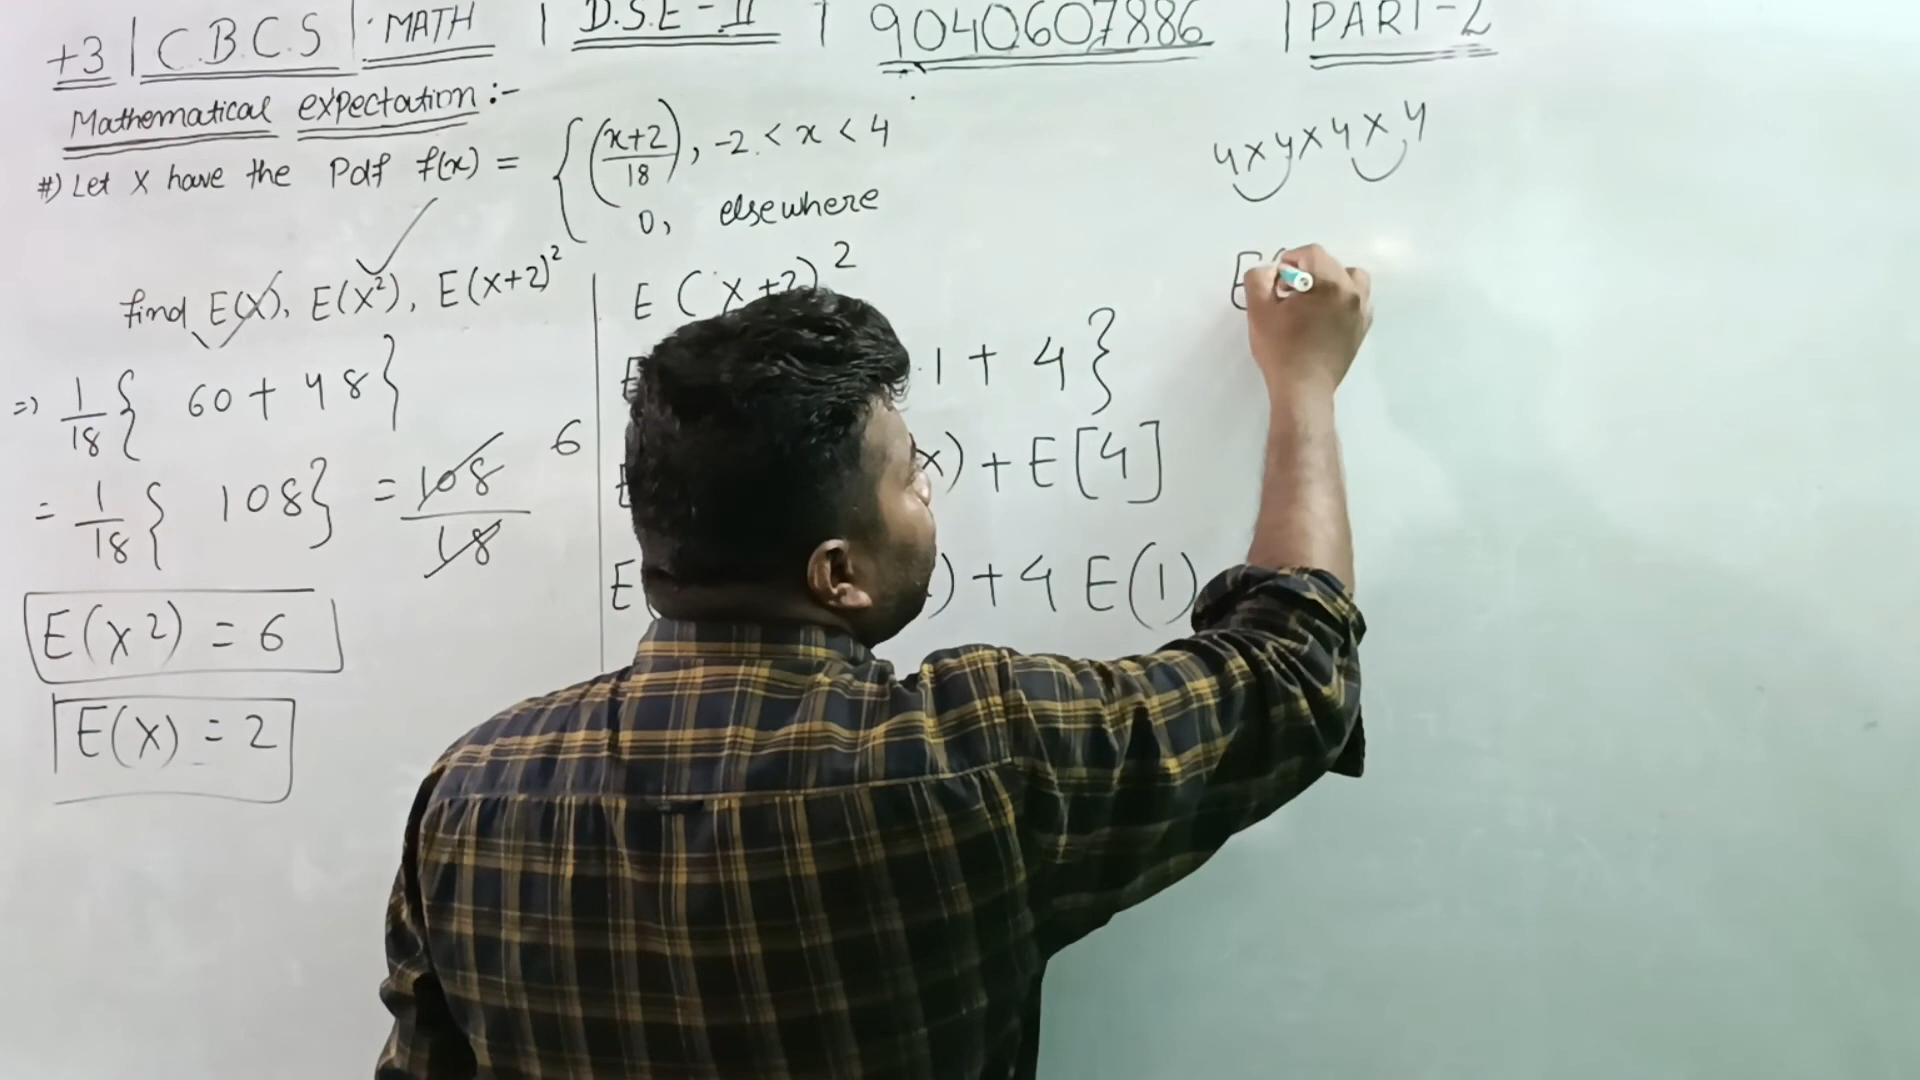 +3 | C.B.C.S | MATH | D.S.E-II | 9040607886 | PART-2
Mathematical expectation :-
#) Let X have the Pdf f(x) = { (x+2/18), -2 < x < 4
0, elsewhere
find E(X), E(X²), E(X+2)²
=> 1/18 { 60 + 48 }
= 1/18 { 108 } = 108/18 6
E(X²) = 6
E(X) = 2
E(X+2)²
1 + 4 }
x) + E[4]
) + 4 E(1)
4 x 4 x 4 x 4
E(